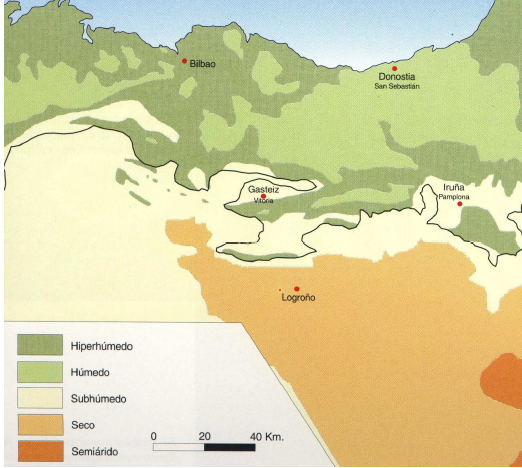 Bilbao
Donostia
San Sebastián
Gasteiz
Vitoria
Iruña
Pamplona
Logroño
Hiperhúmedo
Húmedo
Subhúmedo
Seco
Semiárido
0 20 40 Km.